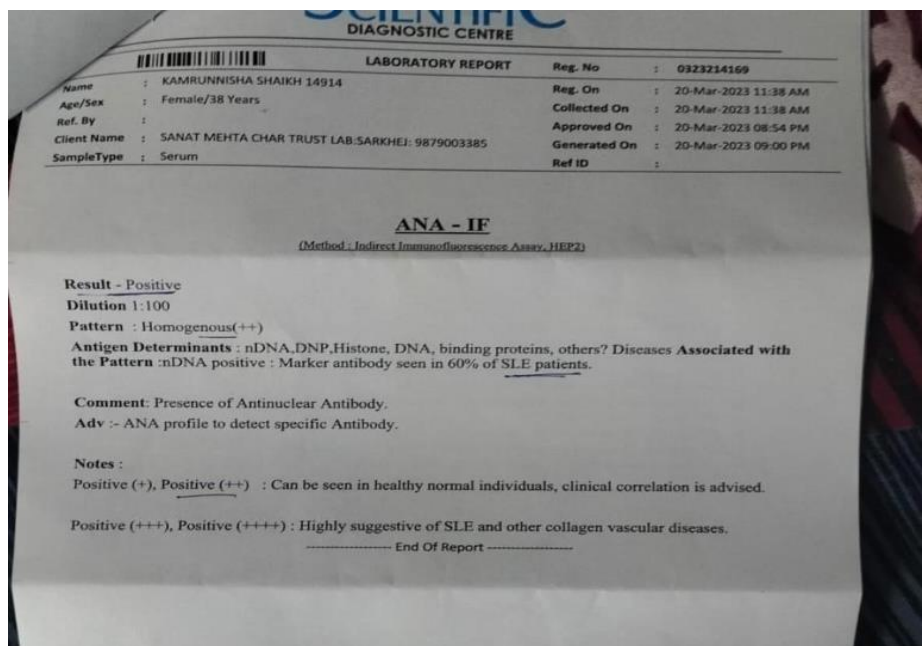 SCIENTIFIC
DIAGNOSTIC CENTRE
LABORATORY REPORT
Name : KAMRUNNISHA SHAIKH 14914
Age/Sex : Female/38 Years
Ref. By :
Client Name : SANAT MEHTA CHAR TRUST LAB:SARKHEJ: 9879003385
SampleType : Serum
Reg. No : 0323214169
Reg. On : 20-Mar-2023 11:38 AM
Collected On : 20-Mar-2023 11:38 AM
Approved On : 20-Mar-2023 08:54 PM
Generated On : 20-Mar-2023 09:00 PM
Ref ID :
ANA - IF
(Method : Indirect Immunofluorescence Assay, HEP2)
Result - Positive
Dilution 1:100
Pattern : Homogenous(++)
Antigen Determinants : nDNA,DNP,Histone, DNA, binding proteins, others? Diseases Associated with
the Pattern :nDNA positive : Marker antibody seen in 60% of SLE patients.
Comment: Presence of Antinuclear Antibody.
Adv :- ANA profile to detect specific Antibody.
Notes :
Positive (+), Positive (++) : Can be seen in healthy normal individuals, clinical correlation is advised.
Positive (+++), Positive (++++) : Highly suggestive of SLE and other collagen vascular diseases.
------------------- End Of Report -------------------